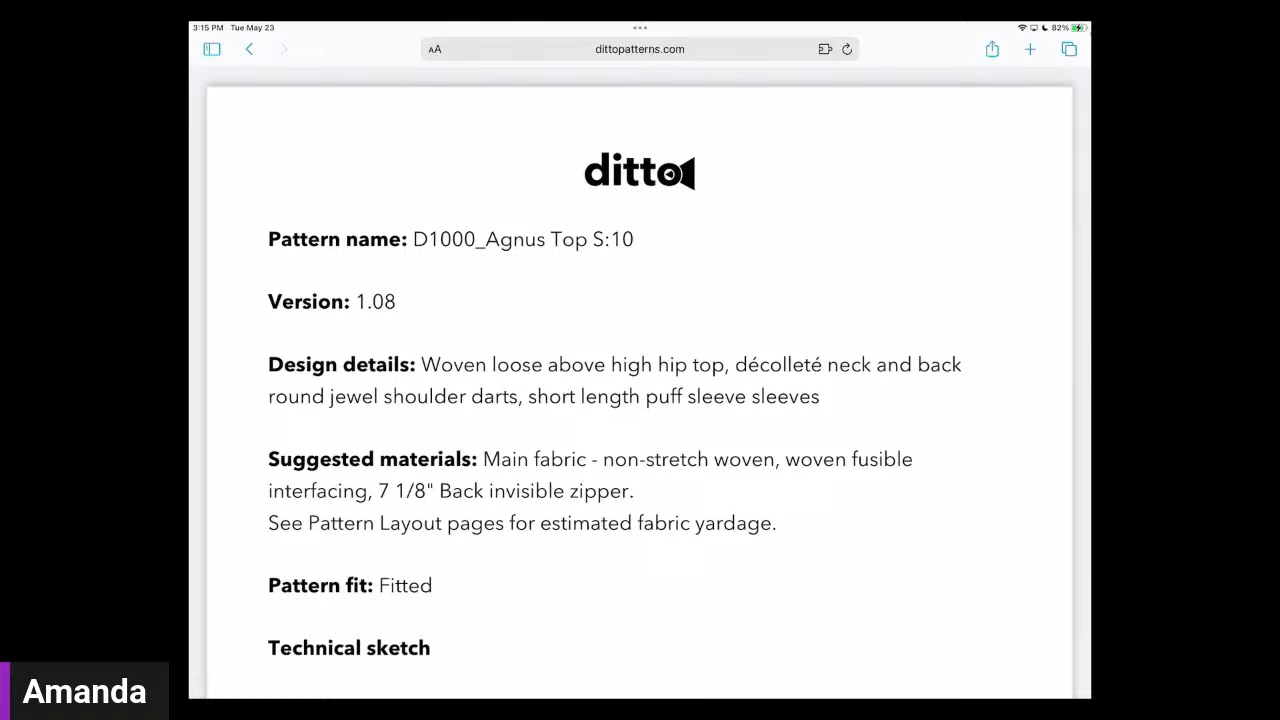 3:15 PM Tue May 23
82%
AA
dittopatterns.com
ditto
Pattern name: D1000_Agnus Top S:10
Version: 1.08
Design details: Woven loose above high hip top, décolleté neck and back
round jewel shoulder darts, short length puff sleeve sleeves
Suggested materials: Main fabric - non-stretch woven, woven fusible
interfacing, 7 1/8" Back invisible zipper.
See Pattern Layout pages for estimated fabric yardage.
Pattern fit: Fitted
Technical sketch
Amanda